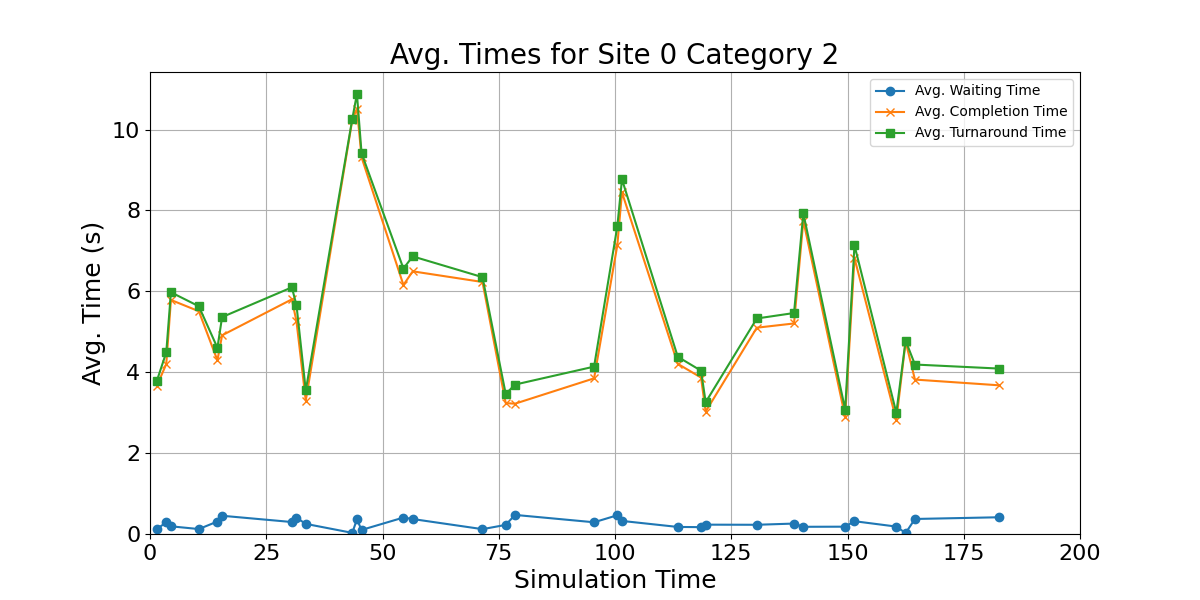 Avg. Times for Site 0 Category 2
Avg. Waiting Time
Avg. Completion Time
Avg. Turnaround Time
Avg. Time (s)
10
8
6
4
2
0
0 25 50 75 100 125 150 175 200
Simulation Time